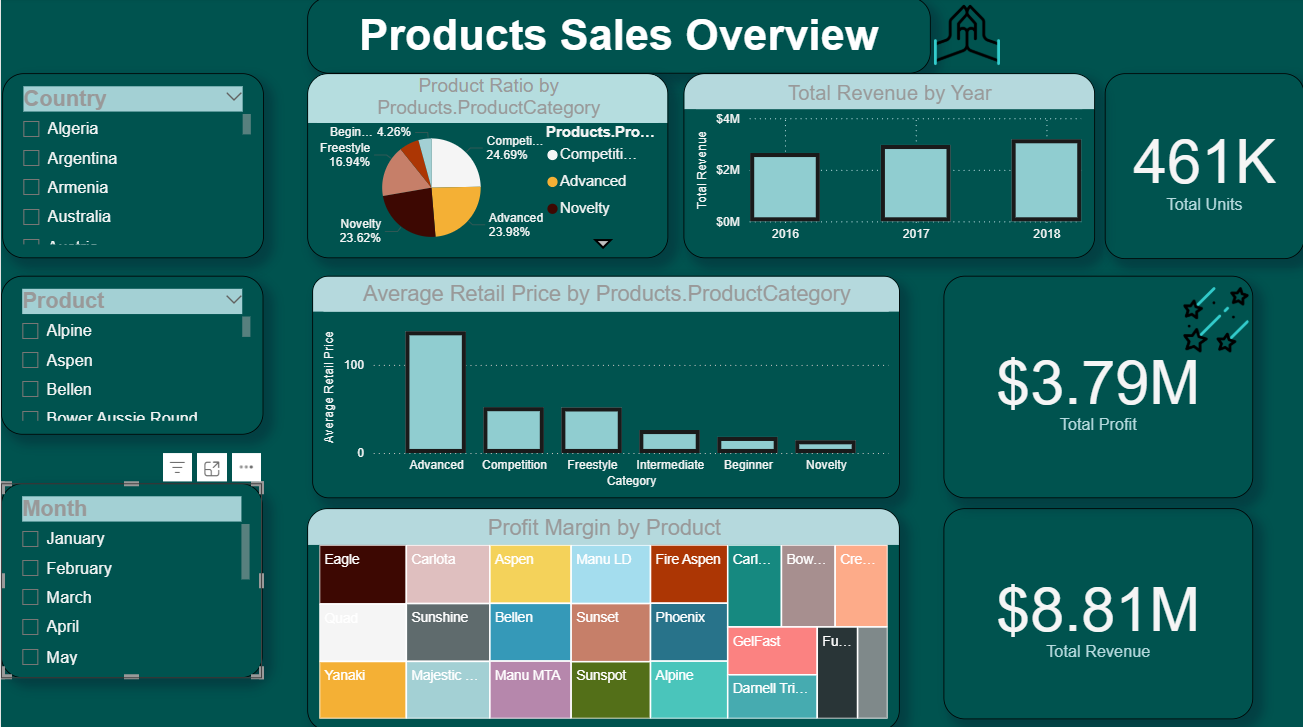 Products Sales Overview
Country
Algeria
Argentina
Armenia
Australia
Product Ratio by
Products.ProductCategory
Begin... 4.26%
Freestyle
16.94%
Novelty
23.62%
Competi...
24.69%
Advanced
23.98%
Products.Pro...
Competiti...
Advanced
Novelty
Total Revenue by Year
Total Revenue
$4M
$2M
$0M
2016
2017
2018
461K
Total Units
Product
Alpine
Aspen
Bellen
Bower Aussie Round
Average Retail Price by Products.ProductCategory
Average Retail Price
100
0
Advanced
Competition
Freestyle
Intermediate
Beginner
Novelty
Category
$3.79M
Total Profit
Month
January
February
March
April
May
Profit Margin by Product
Eagle
Carlota
Aspen
Manu LD
Fire Aspen
Carl...
Bow...
Cre...
Quad
Sunshine
Bellen
Sunset
Phoenix
GelFast
Fu...
Yanaki
Majestic ...
Manu MTA
Sunspot
Alpine
Darnell Tri...
$8.81M
Total Revenue